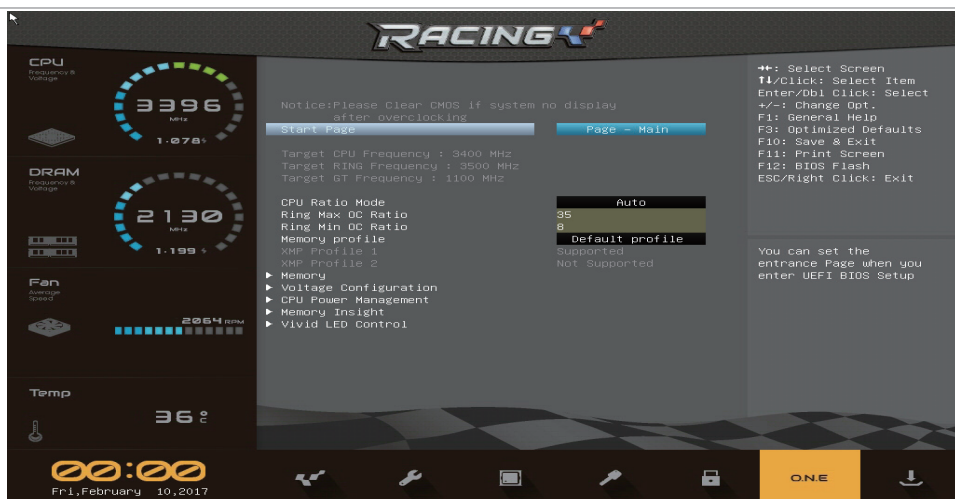 RACING
CPU
Frequency &
Voltage
3396
MHz
1.078
DRAM
Frequency &
Voltage
2130
MHz
1.199
Fan
Average
Speed
2064 RPM
Temp
36 °C
Notice:Please Clear CMOS if system no display
after overclocking
Start Page Page - Main
Target CPU Frequency : 3400 MHz
Target RING Frequency : 3500 MHz
Target GT Frequency : 1100 MHz
CPU Ratio Mode Auto
Ring Max OC Ratio 35
Ring Min OC Ratio 8
Memory profile Default profile
XMP Profile 1 Supported
XMP Profile 2 Not Supported
Memory
Voltage Configuration
CPU Power Management
Memory Insight
Vivid LED Control
→←: Select Screen
↑↓/Click: Select Item
Enter/Dbl Click: Select
+/-: Change Opt.
F1: General Help
F3: Optimized Defaults
F10: Save & Exit
F11: Print Screen
F12: BIOS Flash
ESC/Right Click: Exit
You can set the
entrance Page when you
enter UEFI BIOS Setup
00:00
Fri,February 10,2017
O.N.E